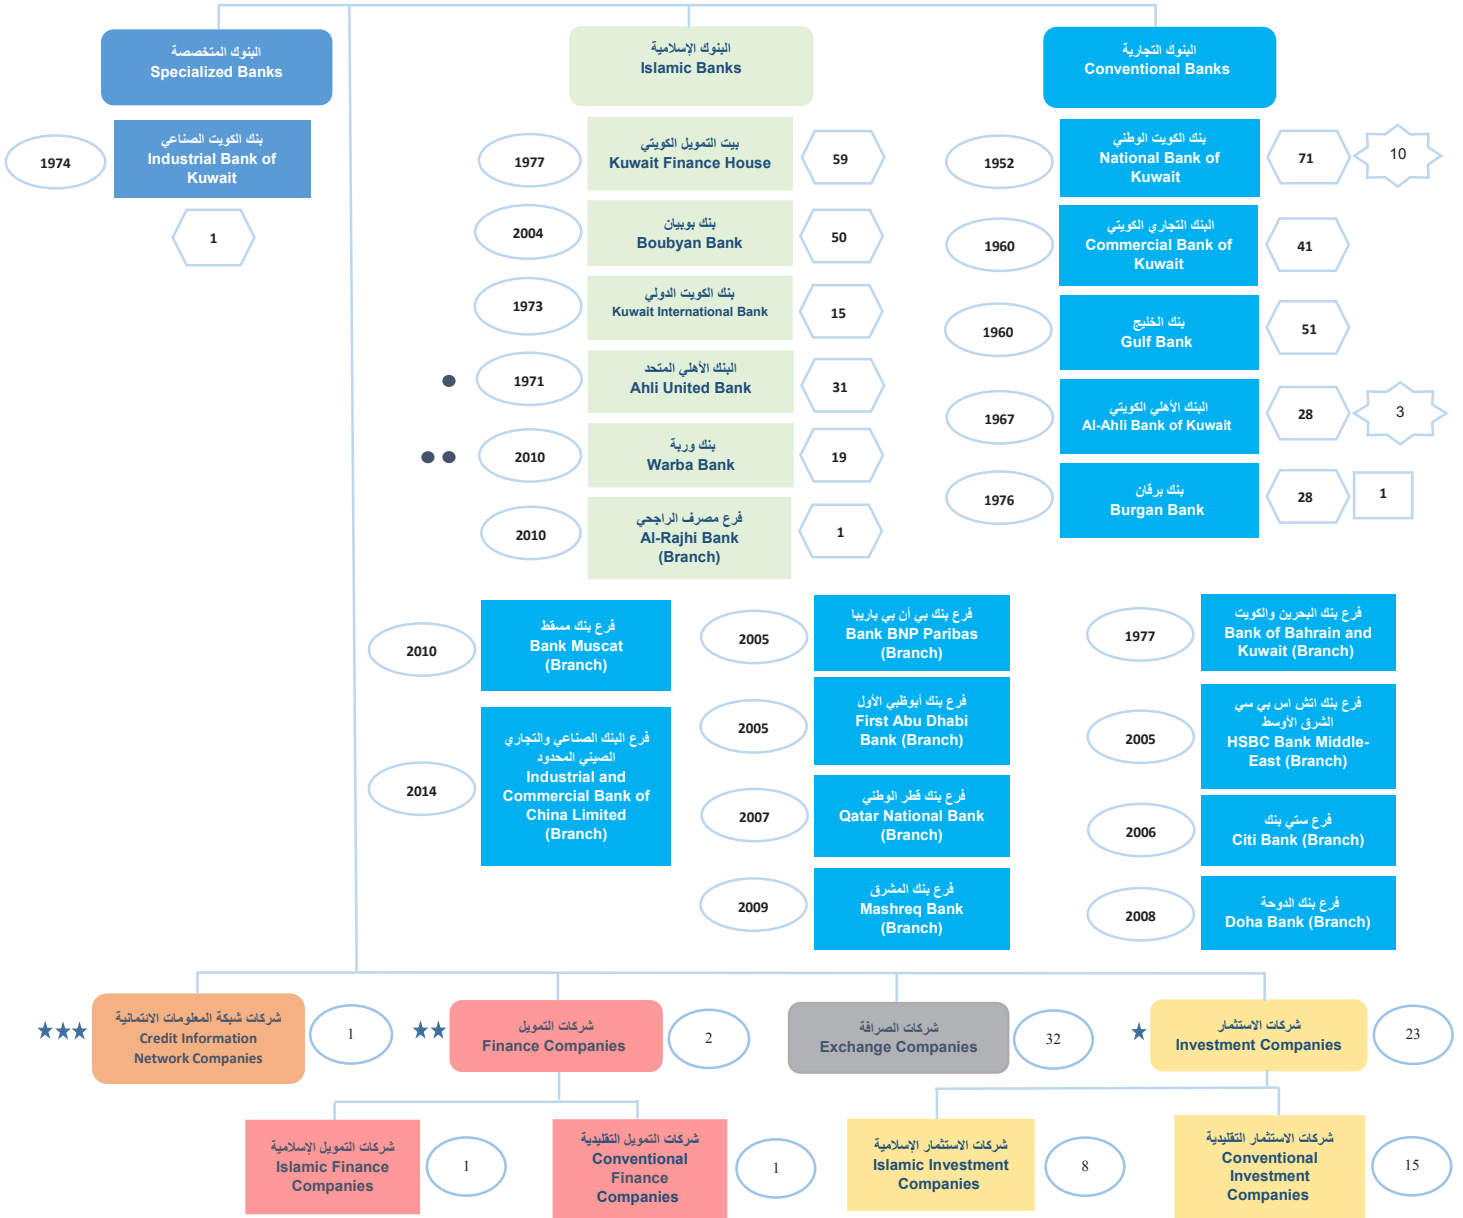 البنوك المتخصصة
Specialized Banks
البنوك الإسلامية
Islamic Banks
البنوك التجارية
Conventional Banks
1974
بنك الكويت الصناعي
Industrial Bank of
Kuwait
1
1977
بيت التمويل الكويتي
Kuwait Finance House
59
2004
بنك بوبيان
Boubyan Bank
50
1973
بنك الكويت الدولي
Kuwait International Bank
15
1971
البنك الأهلي المتحد
Ahli United Bank
31
2010
بنك وربة
Warba Bank
19
2010
فرع مصرف الراجحي
Al-Rajhi Bank
(Branch)
1
1952
بنك الكويت الوطني
National Bank of
Kuwait
71
10
1960
البنك التجاري الكويتي
Commercial Bank of
Kuwait
41
1960
بنك الخليج
Gulf Bank
51
1967
البنك الأهلي الكويتي
Al-Ahli Bank of Kuwait
28
3
1976
بنك برقان
Burgan Bank
28
1
2010
فرع بنك مسقط
Bank Muscat
(Branch)
2014
فرع البنك الصناعي والتجاري
الصيني المحدود
Industrial and
Commercial Bank of
China Limited
(Branch)
2005
فرع بنك بي أن بي باريبا
Bank BNP Paribas
(Branch)
2005
فرع بنك أبوظبي الأول
First Abu Dhabi
Bank (Branch)
2007
فرع بنك قطر الوطني
Qatar National Bank
(Branch)
2009
فرع بنك المشرق
Mashreq Bank
(Branch)
1977
فرع بنك البحرين والكويت
Bank of Bahrain and
Kuwait (Branch)
2005
فرع بنك اتش اس بي سي
الشرق الأوسط
HSBC Bank Middle-
East (Branch)
2006
فرع ستي بنك
Citi Bank (Branch)
2008
فرع بنك الدوحة
Doha Bank (Branch)
شركات شبكة المعلومات الائتمانية
Credit Information
Network Companies
1
شركات التمويل
Finance Companies
2
شركات الصرافة
Exchange Companies
32
شركات الاستثمار
Investment Companies
23
شركات التمويل الإسلامية
Islamic Finance
Companies
1
شركات التمويل التقليدية
Conventional
Finance
Companies
1
شركات الاستثمار الإسلامية
Islamic Investment
Companies
8
شركات الاستثمار التقليدية
Conventional
Investment
Companies
15